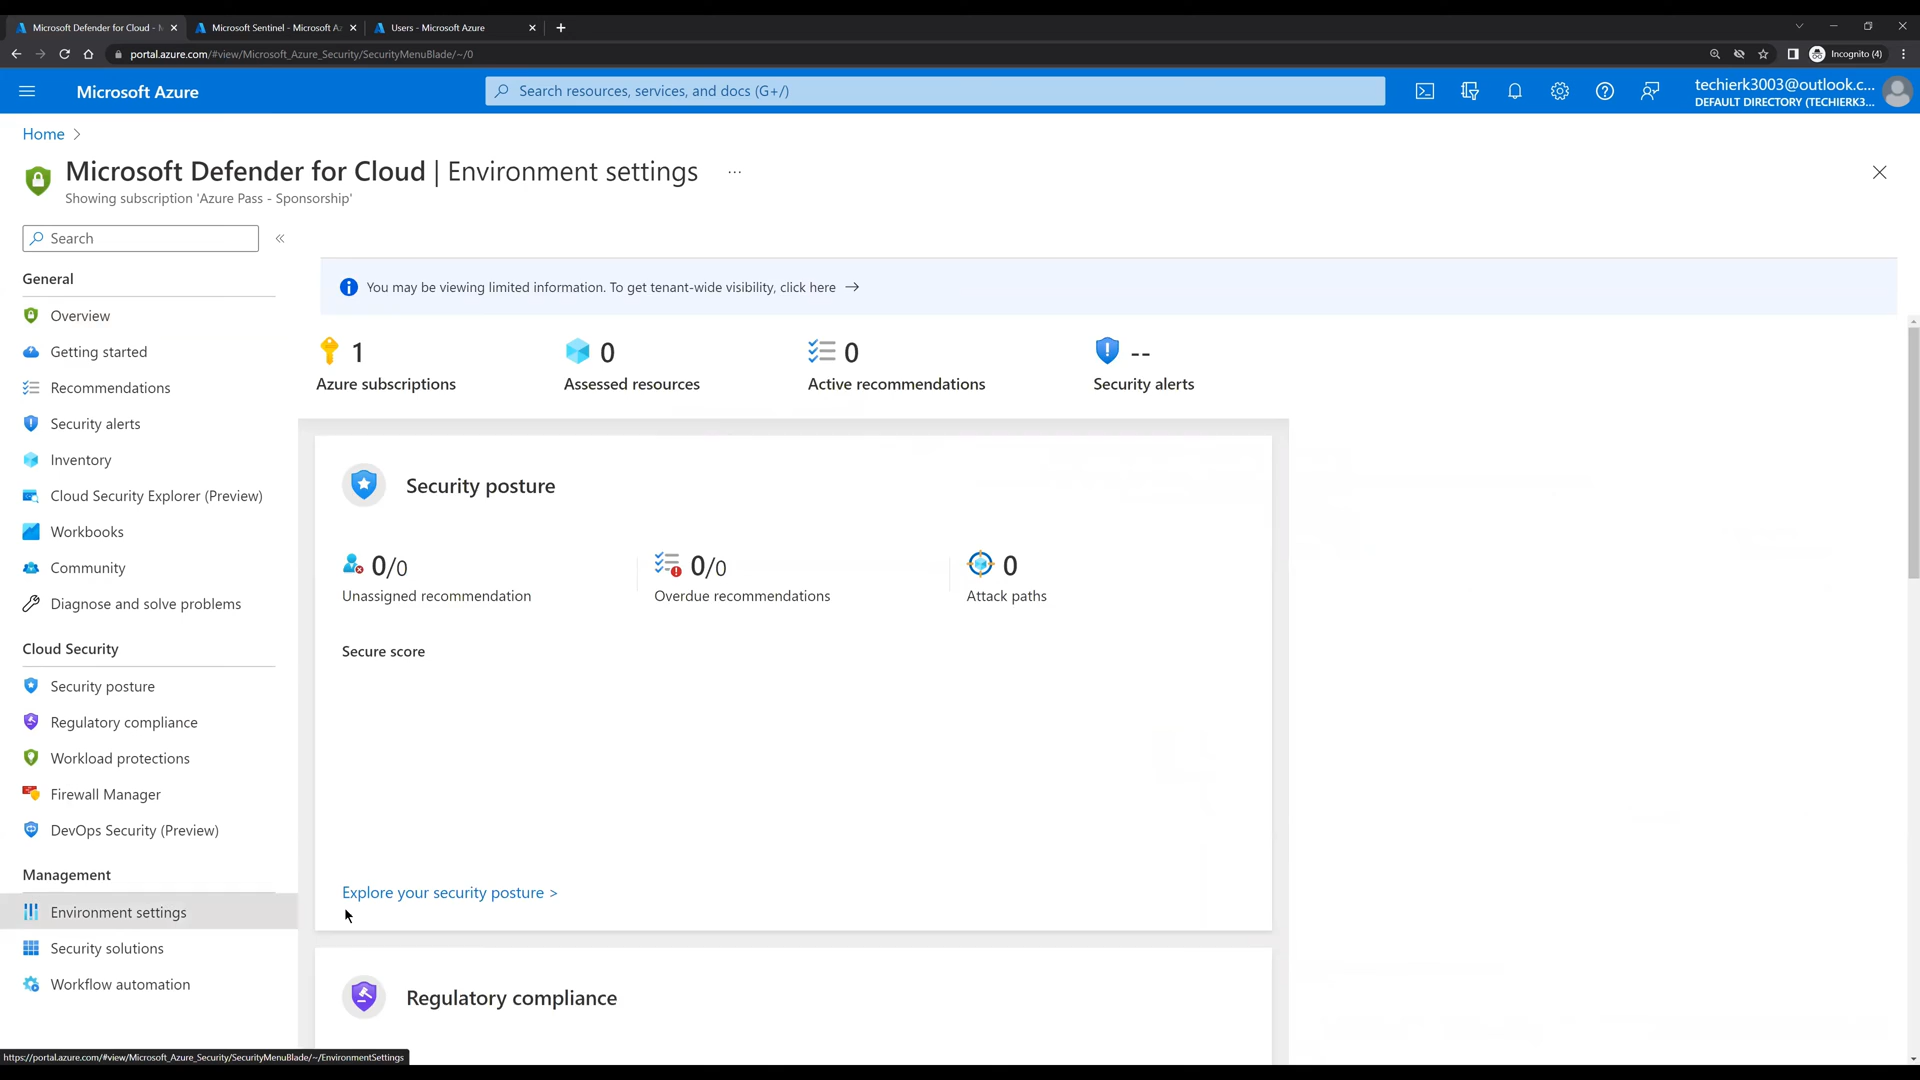 Microsoft Defender for Cloud - M
Microsoft Sentinel - Microsoft Az
Users - Microsoft Azure
portal.azure.com/#view/Microsoft_Azure_Security/SecurityMenuBlade/~/0
Incognito (4)
Microsoft Azure
Search resources, services, and docs (G+/)
techierk3003@outlook.c...
DEFAULT DIRECTORY (TECHIERK3...
Home >
Microsoft Defender for Cloud | Environment settings ...
Showing subscription 'Azure Pass - Sponsorship'
Search
«
General
Overview
Getting started
Recommendations
Security alerts
Inventory
Cloud Security Explorer (Preview)
Workbooks
Community
Diagnose and solve problems
Cloud Security
Security posture
Regulatory compliance
Workload protections
Firewall Manager
DevOps Security (Preview)
Management
Environment settings
Security solutions
Workflow automation
You may be viewing limited information. To get tenant-wide visibility, click here →
1
Azure subscriptions
0
Assessed resources
0
Active recommendations
--
Security alerts
Security posture
0/0
Unassigned recommendation
0/0
Overdue recommendations
0
Attack paths
Secure score
Explore your security posture >
Regulatory compliance
https://portal.azure.com/#view/Microsoft_Azure_Security/SecurityMenuBlade/~/EnvironmentSettings